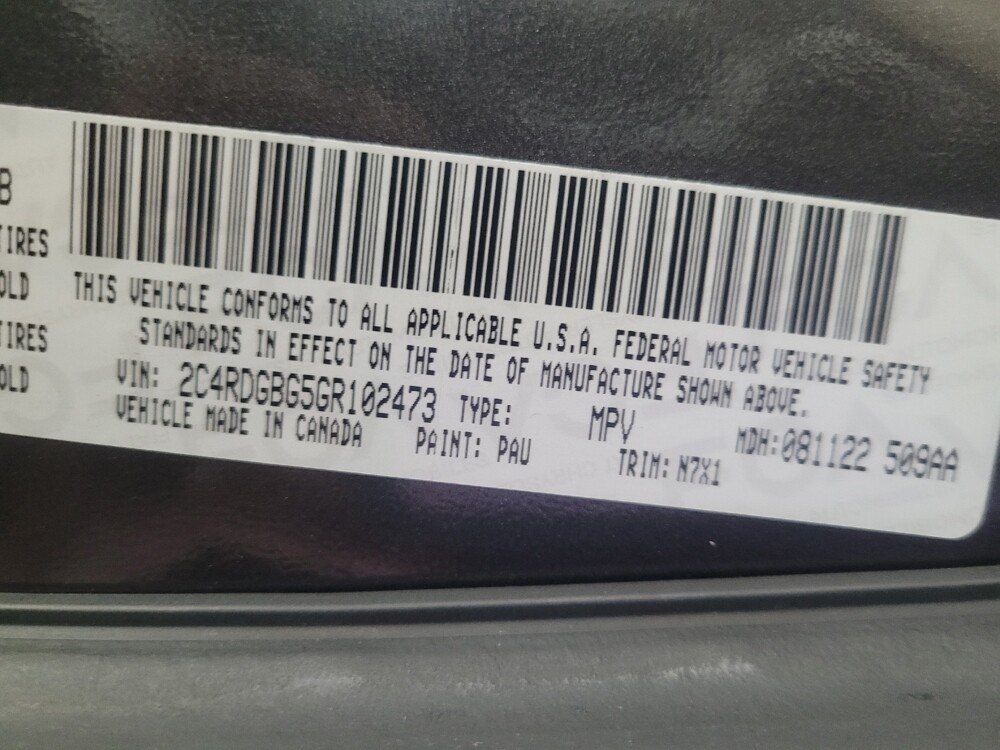 B
TIRES
OLD
TIRES
OLD
THIS VEHICLE CONFORMS TO ALL APPLICABLE U.S.A. FEDERAL MOTOR VEHICLE SAFETY
STANDARDS IN EFFECT ON THE DATE OF MANUFACTURE SHOWN ABOVE.
VIN: 2C4RDGBG5GR102473 TYPE: MPV MDH:081122 509AA
VEHICLE MADE IN CANADA PAINT: PAU TRIM: N7X1